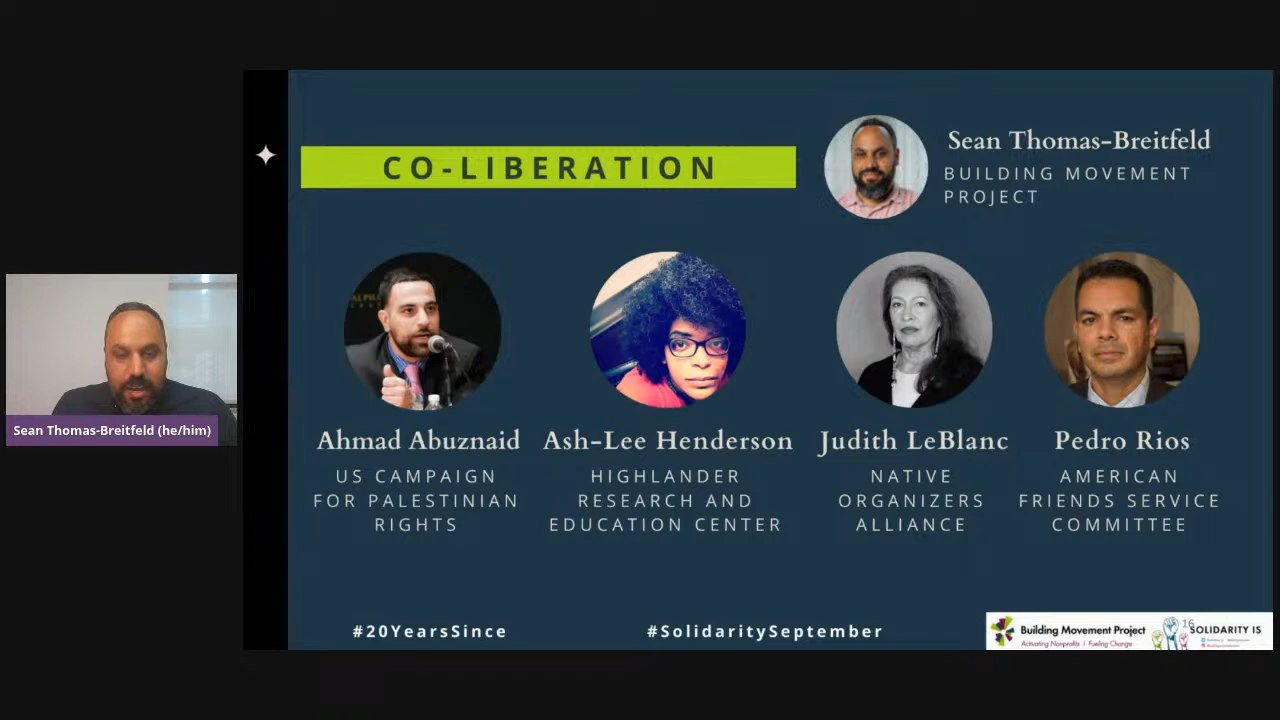 CO-LIBERATION
Sean Thomas-Breitfeld
BUILDING MOVEMENT
PROJECT
Sean Thomas-Breitfeld (he/him)
Ahmad Abuznaid
US CAMPAIGN
FOR PALESTINIAN
RIGHTS
Ash-Lee Henderson
HIGHLANDER
RESEARCH AND
EDUCATION CENTER
Judith LeBlanc
NATIVE
ORGANIZERS
ALLIANCE
Pedro Rios
AMERICAN
FRIENDS SERVICE
COMMITTEE
#20YearsSince
#SolidaritySeptember
Building Movement Project
Activating Nonprofits | Fueling Change
16
SOLIDARITY IS